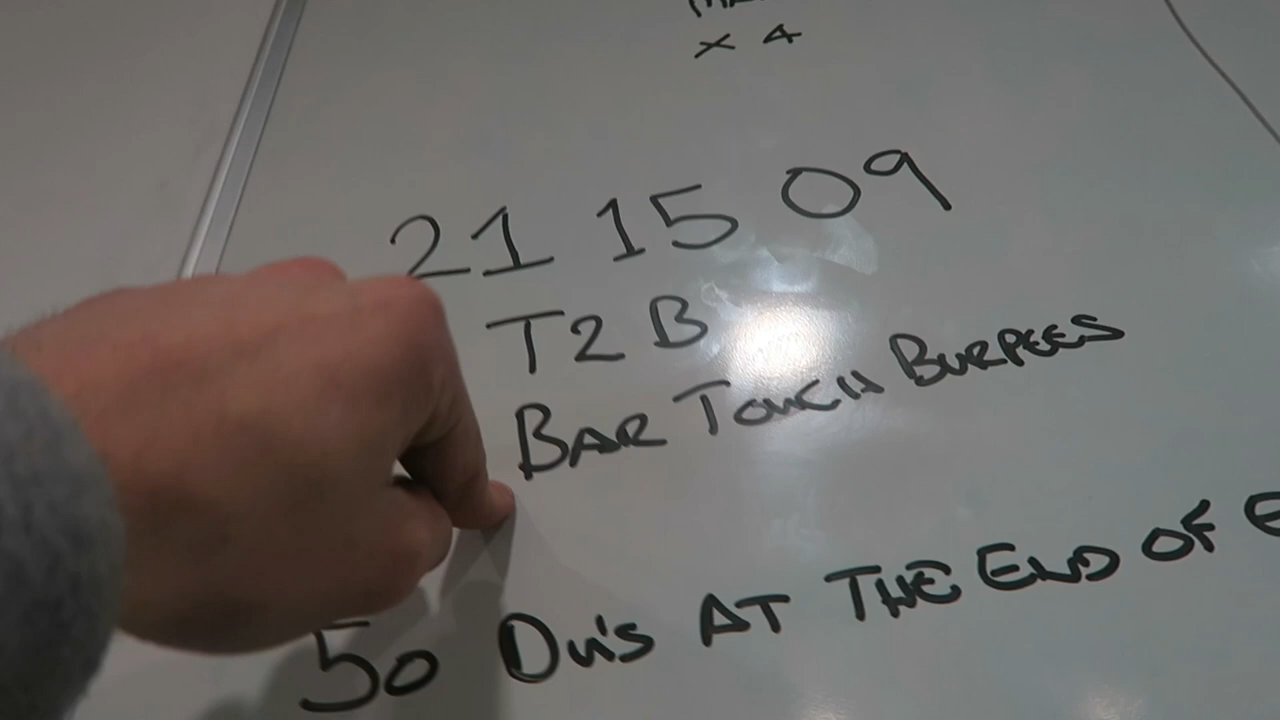 x 4
21 15 09
T2B
BAR TOUCH BURPEES
50 Du's AT THE END OF